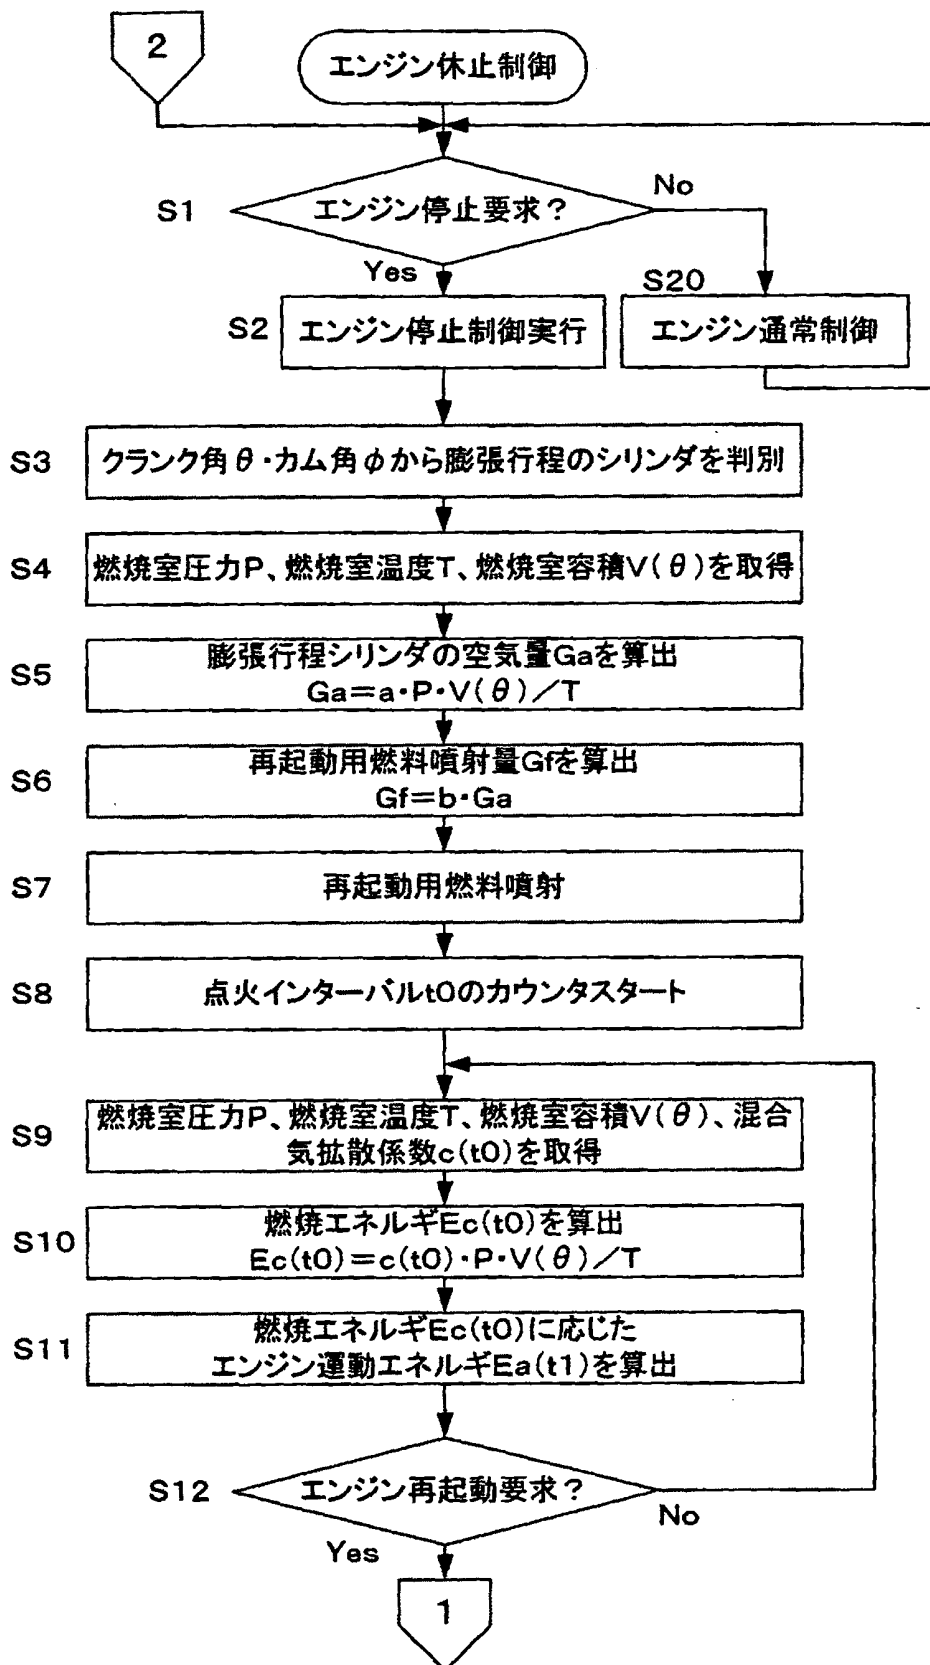 2
エンジン休止制御
S1
エンジン停止要求？
No
Yes
S20
S2
エンジン停止制御実行
エンジン通常制御
S3
クランク角θ・カム角φから膨張行程のシリンダを判別
S4
燃焼室圧力P、燃焼室温度T、燃焼室容積V(θ)を取得
S5
膨張行程シリンダの空気量Gaを算出
Ga＝a・P・V(θ)／T
S6
再起動用燃料噴射量Gfを算出
Gf＝b・Ga
S7
再起動用燃料噴射
S8
点火インターバルt0のカウンタスタート
S9
燃焼室圧力P、燃焼室温度T、燃焼室容積V(θ)、混合
気拡散係数c(t0)を取得
S10
燃焼エネルギEc(t0)を算出
Ec(t0)＝c(t0)・P・V(θ)／T
S11
燃焼エネルギEc(t0)に応じた
エンジン運動エネルギEa(t1)を算出
S12
エンジン再起動要求？
No
Yes
1